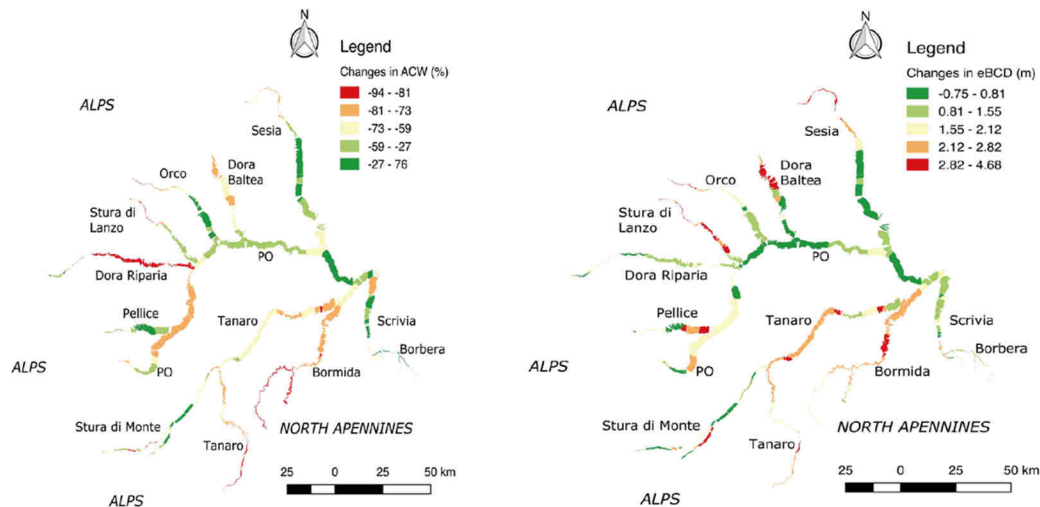 N
Legend
Changes in ACW (%)
-94 - -81
-81 - -73
-73 - -59
-59 - -27
-27 - 76
ALPS
Sesia
Dora
Baltea
Orco
Stura di
Lanzo
PO
Dora Riparia
Pellice
Tanaro
Scrivia
Borbera
ALPS
PO
Bormida
Stura di Monte
NORTH APENNINES
Tanaro
25 0 25 50 km
ALPS
N
Legend
Changes in eBCD (m)
-0.75 - 0.81
0.81 - 1.55
1.55 - 2.12
2.12 - 2.82
2.82 - 4.68
ALPS
Sesia
Dora
Baltea
Orco
Stura di
Lanzo
PO
Dora Riparia
Pellice
Tanaro
Scrivia
Borbera
ALPS
PO
Bormida
Stura di Monte
NORTH APENNINES
Tanaro
25 0 25 50 km
ALPS